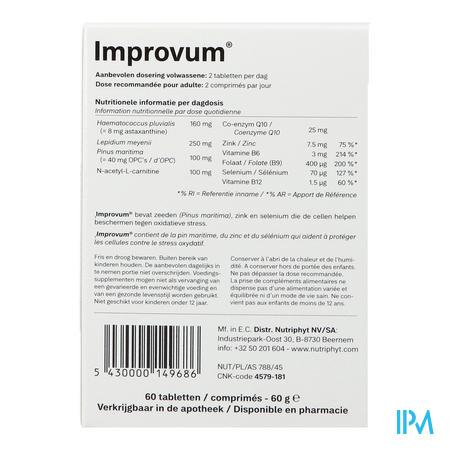 Improvum®
Aanbevolen dosering volwassene: 2 tabletten per dag
Dose recommandée pour adulte: 2 comprimés par jour
Nutritionele informatie per dagdosis
Information nutritionnelle par dose quotidienne
Haematococcus pluvialis 160 mg
(= 8 mg astaxanthine)
Lepidium meyenii 250 mg
Pinus maritima
(= 40 mg OPC's / d'OPC) 100 mg
N-acetyl-L-carnitine 100 mg
Co-enzym Q10 /
/ Coenzyme Q10 25 mg
Zink / Zinc 7.5 mg 75 %*
Vitamine B6 3 mg 214 %*
Folaat / Folate (B9) 400 µg 200 %*
Selenium / Sélénium 70 µg 127 %*
Vitamine B12 1.5 µg 60 %*
*% RI = Referentie inname / *% AR = Apport de Référence
Improvum® bevat zeeden (Pinus maritima), zink en selenium die de cellen helpen
beschermen tegen oxidatieve stress.
Improvum® contient de la pin maritime, du zinc et du sélénium qui aident à protéger
les cellules contre le stress oxydatif.
Fris en droog bewaren. Buiten bereik van
kinderen houden. De aanbevolen dagelijks in
te nemen portie niet overschrijden. Voedings-
supplementen mogen niet als vervanging van
een gevarieerde en evenwichtige voeding en
van een gezonde levensstijl worden gebruikt.
Niet geschikt voor kinderen onder 12 jaar.
Conserver à l'abri de la chaleur et de l'humi-
dité. A conserver hors de portée des enfants.
Ne pas dépasser la dose recommandée.
La prise de compléments alimentaires ne
dispense pas d'une alimentation variée et
équilibrée ni d'un mode de vie sain. Ne con-
vient pas aux enfants de moins de 12 ans.
5 430000 149686
Mf. in E.C. Distr. Nutriphyt NV/SA:
Industriepark-Oost 30, B-8730 Beernem
info: +32 50 201 604 - www.nutriphyt.com
NUT/PL/AS 788/45
CNK-code 4579-181
60 tabletten / comprimés - 60 g e
Verkrijgbaar in de apotheek / Disponible en pharmacie
IPM